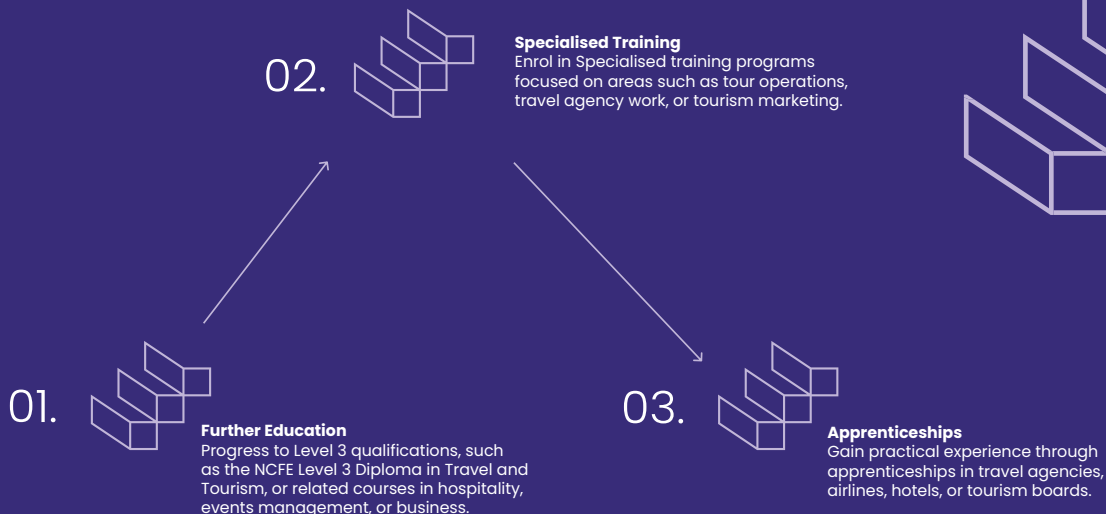 02.
Specialised Training
Enrol in Specialised training programs
focused on areas such as tour operations,
travel agency work, or tourism marketing.
01.
Further Education
Progress to Level 3 qualifications, such
as the NCFE Level 3 Diploma in Travel and
Tourism, or related courses in hospitality,
events management, or business.
03.
Apprenticeships
Gain practical experience through
apprenticeships in travel agencies,
airlines, hotels, or tourism boards.